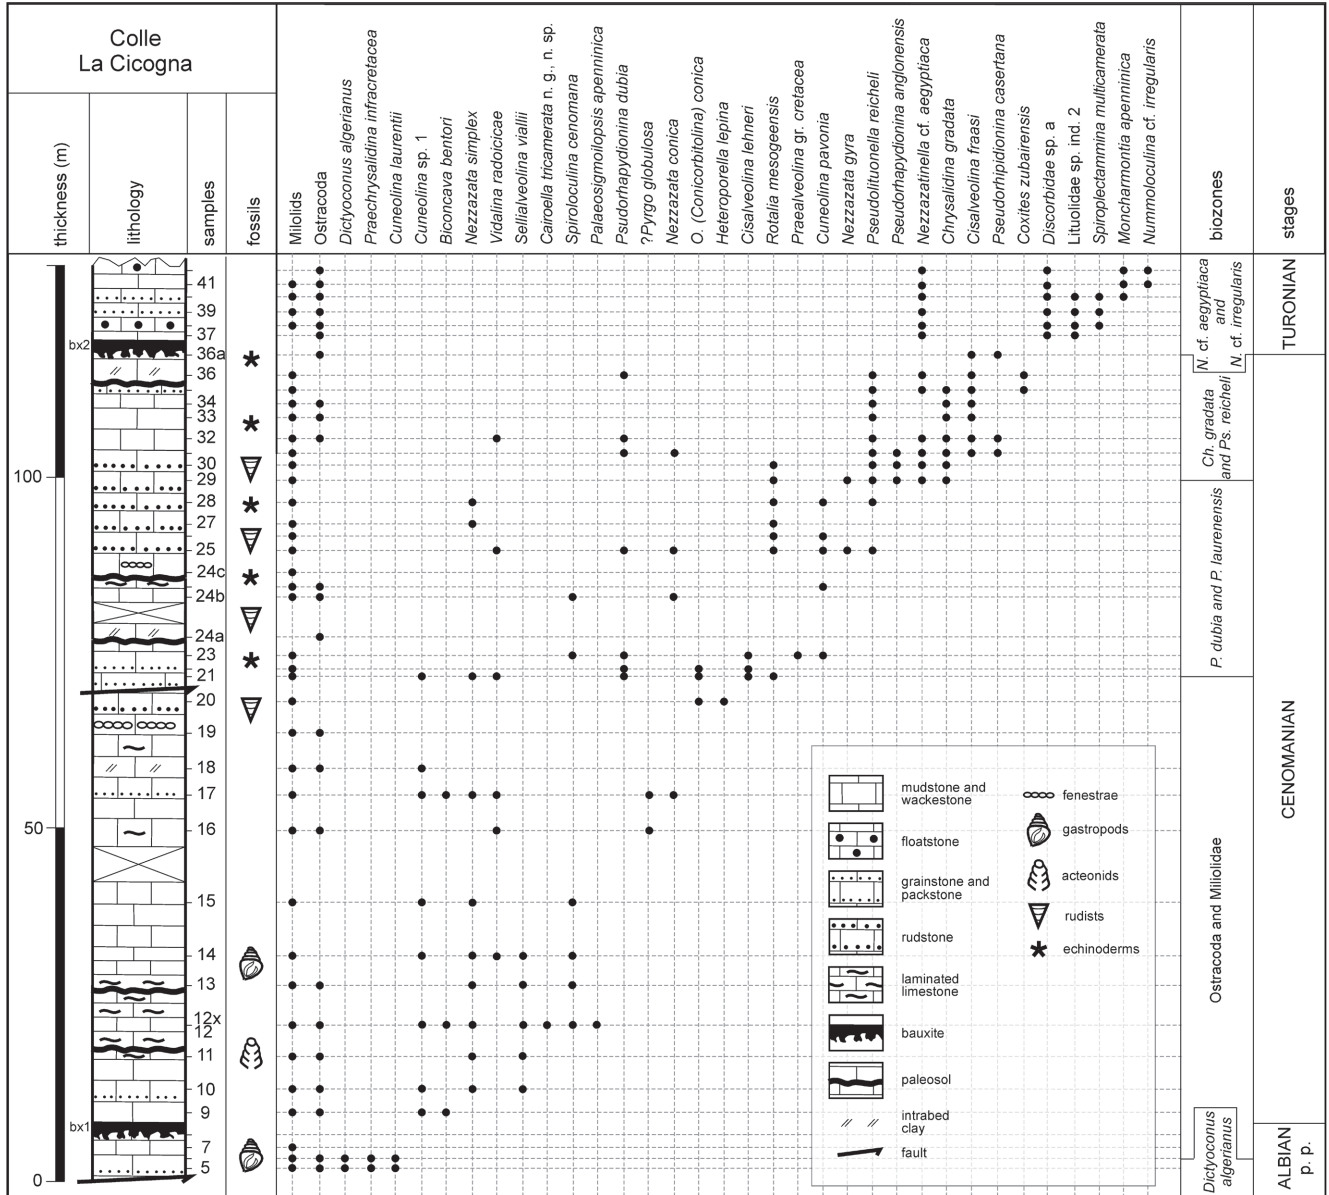 Colle
La Cicogna
thickness (m)
lithology
samples
fossils
Miliolids
Ostracoda
Dictyoconus algerianus
Praechrysalidina infracretacea
Cuneolina laurentii
Cuneolina sp. 1
Biconcava bentori
Nezzazata simplex
Vidalina radoicicae
Sellialveolina viallii
Cairoella tricamerata n. g., n. sp.
Spiroloculina cenomana
Palaeosigmoilopsis apenninica
Psudorhapydionina dubia
?Pyrgo globulosa
Nezzazata conica
O. (Conicorbitolina) conica
Heteroporella lepina
Cisalveolina lehneri
Rotalia mesogeensis
Praealveolina gr. cretacea
Cuneolina pavonia
Nezzazata gyra
Pseudolituonella reicheli
Pseudorhapydionina anglonensis
Nezzazatinella cf. aegyptiaca
Chrysalidina gradata
Cisalveolina fraasi
Pseudorhipidionina casertana
Coxites zubairensis
Discorbidae sp. a
Lituolidae sp. ind. 2
Spiroplectammina multicamerata
Moncharmontia apenninica
Nummoloculina cf. irregularis
biozones
stages
41
39
37
bx2
36a
36
34
33
32
30
100
29
28
27
25
24c
24b
24a
23
21
20
19
18
17
50
16
15
14
13
12x
12
11
10
9
bx1
7
5
0
N. cf. aegyptiaca
and
N. cf. irregularis
Ch. gradata
and Ps. reicheli
P. dubia and P. laurenensis
Ostracoda and Miliolidae
Dictyoconus
algerianus
TURONIAN
CENOMANIAN
ALBIAN
p. p.
mudstone and
wackestone
floatstone
grainstone and
packstone
rudstone
laminated
limestone
bauxite
paleosol
intrabed
clay
fault
fenestrae
gastropods
acteonids
rudists
echinoderms